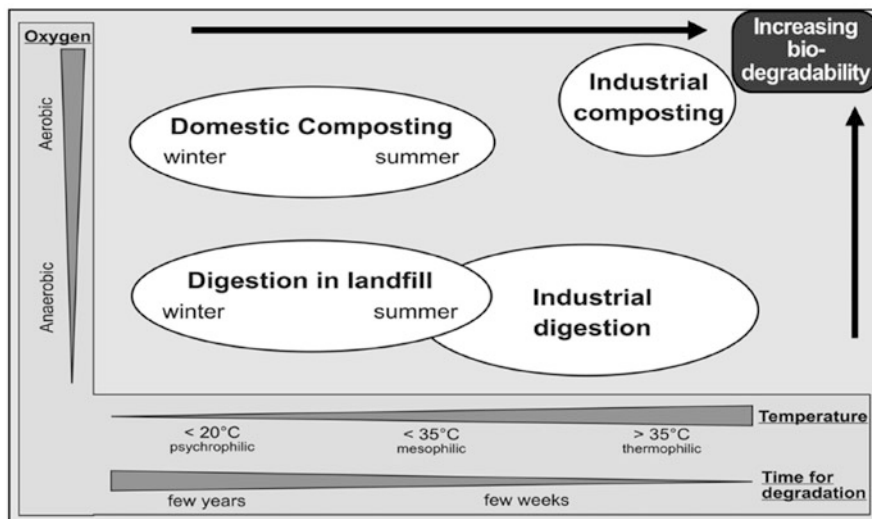 Oxygen
Aerobic
Anaerobic
Increasing
bio-
degradability
Industrial
composting
Domestic Composting
winter summer
Digestion in landfill
winter summer
Industrial
digestion
Temperature
< 20°C < 35°C > 35°C
psychrophilic mesophilic thermophilic
Time for
degradation
few years few weeks